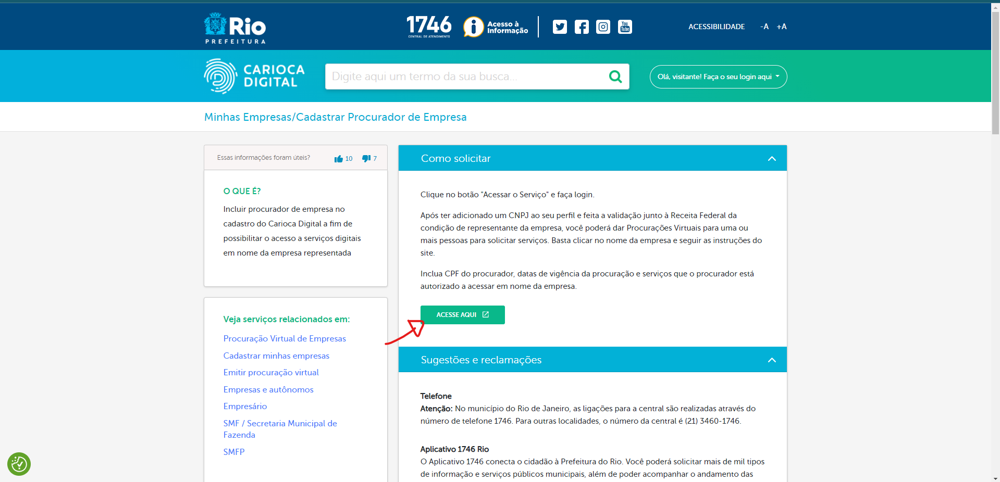 Rio
PREFEITURA
1746
CENTRAL DE ATENDIMENTO
Acesso à
Informação
You
Tube
ACESSIBILIDADE -A +A
CARIOCA
DIGITAL
Digite aqui um termo da sua busca...
Olá, visitante! Faça o seu login aqui
Minhas Empresas/Cadastrar Procurador de Empresa
Essas informações foram úteis? 10 7
O QUE É?
Incluir procurador de empresa no
cadastro do Carioca Digital a fim de
possibilitar o acesso a serviços digitais
em nome da empresa representada
Veja serviços relacionados em:
Procuração Virtual de Empresas
Cadastrar minhas empresas
Emitir procuração virtual
Empresas e autônomos
Empresário
SMF / Secretaria Municipal de
Fazenda
SMFP
Como solicitar
Clique no botão "Acessar o Serviço" e faça login.
Após ter adicionado um CNPJ ao seu perfil e feita a validação junto à Receita Federal da
condição de representante da empresa, você poderá dar Procurações Virtuais para uma ou
mais pessoas para solicitar serviços. Basta clicar no nome da empresa e seguir as instruções do
site.
Inclua CPF do procurador, datas de vigência da procuração e serviços que o procurador está
autorizado a acessar em nome da empresa.
ACESSE AQUI
Sugestões e reclamações
Telefone
Atenção: No município do Rio de Janeiro, as ligações para a central são realizadas através do
número de telefone 1746. Para outras localidades, o número da central é (21) 3460-1746.
Aplicativo 1746 Rio
O Aplicativo 1746 conecta o cidadão à Prefeitura do Rio. Você poderá solicitar mais de mil tipos
de informação e serviços públicos municipais, além de poder acompanhar o andamento das